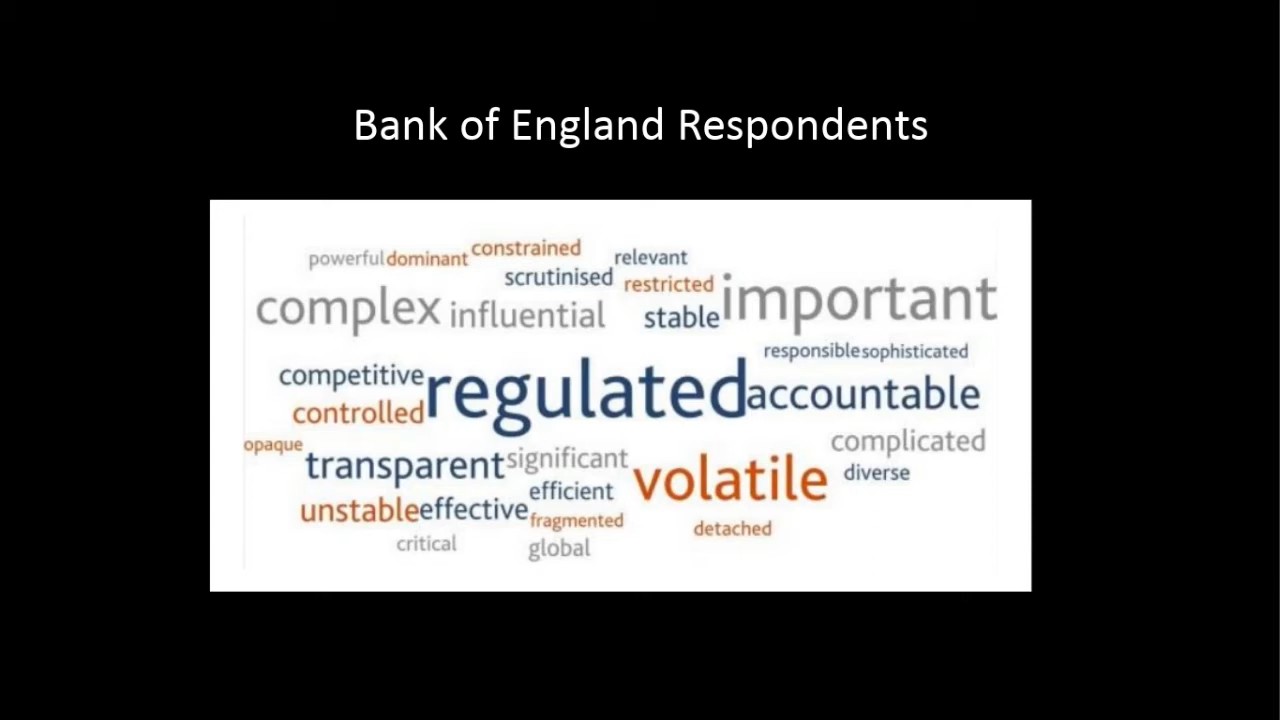 Bank of England Respondents
powerful dominant constrained relevant
scrutinised restricted
complex influential stable important
responsible sophisticated
competitive regulated accountable
controlled
opaque complicated
transparent significant volatile diverse
efficient
unstable effective fragmented detached
critical global